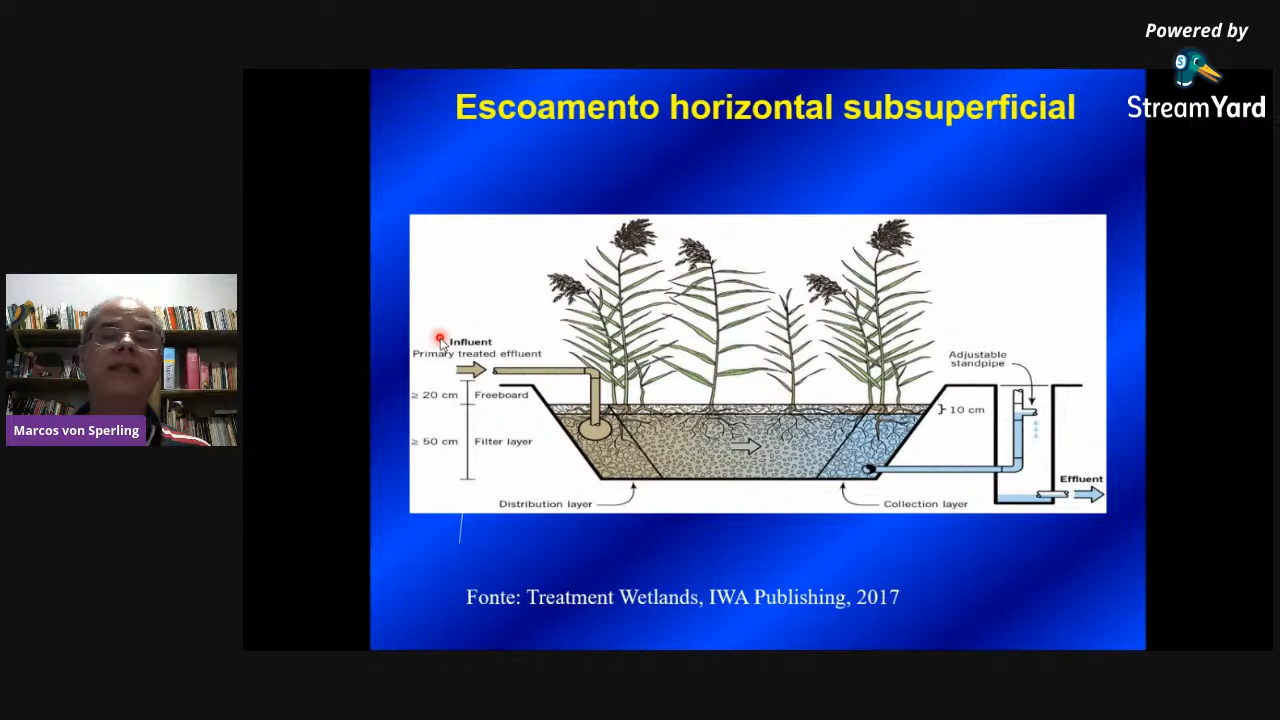 Powered by
StreamYard
Escoamento horizontal subsuperficial
Influent
Primary treated effluent
≥ 20 cm
Freeboard
≥ 50 cm
Filter layer
Distribution layer
Adjustable
standpipe
10 cm
Effluent
Collection layer
Marcos von Sperling
Fonte: Treatment Wetlands, IWA Publishing, 2017